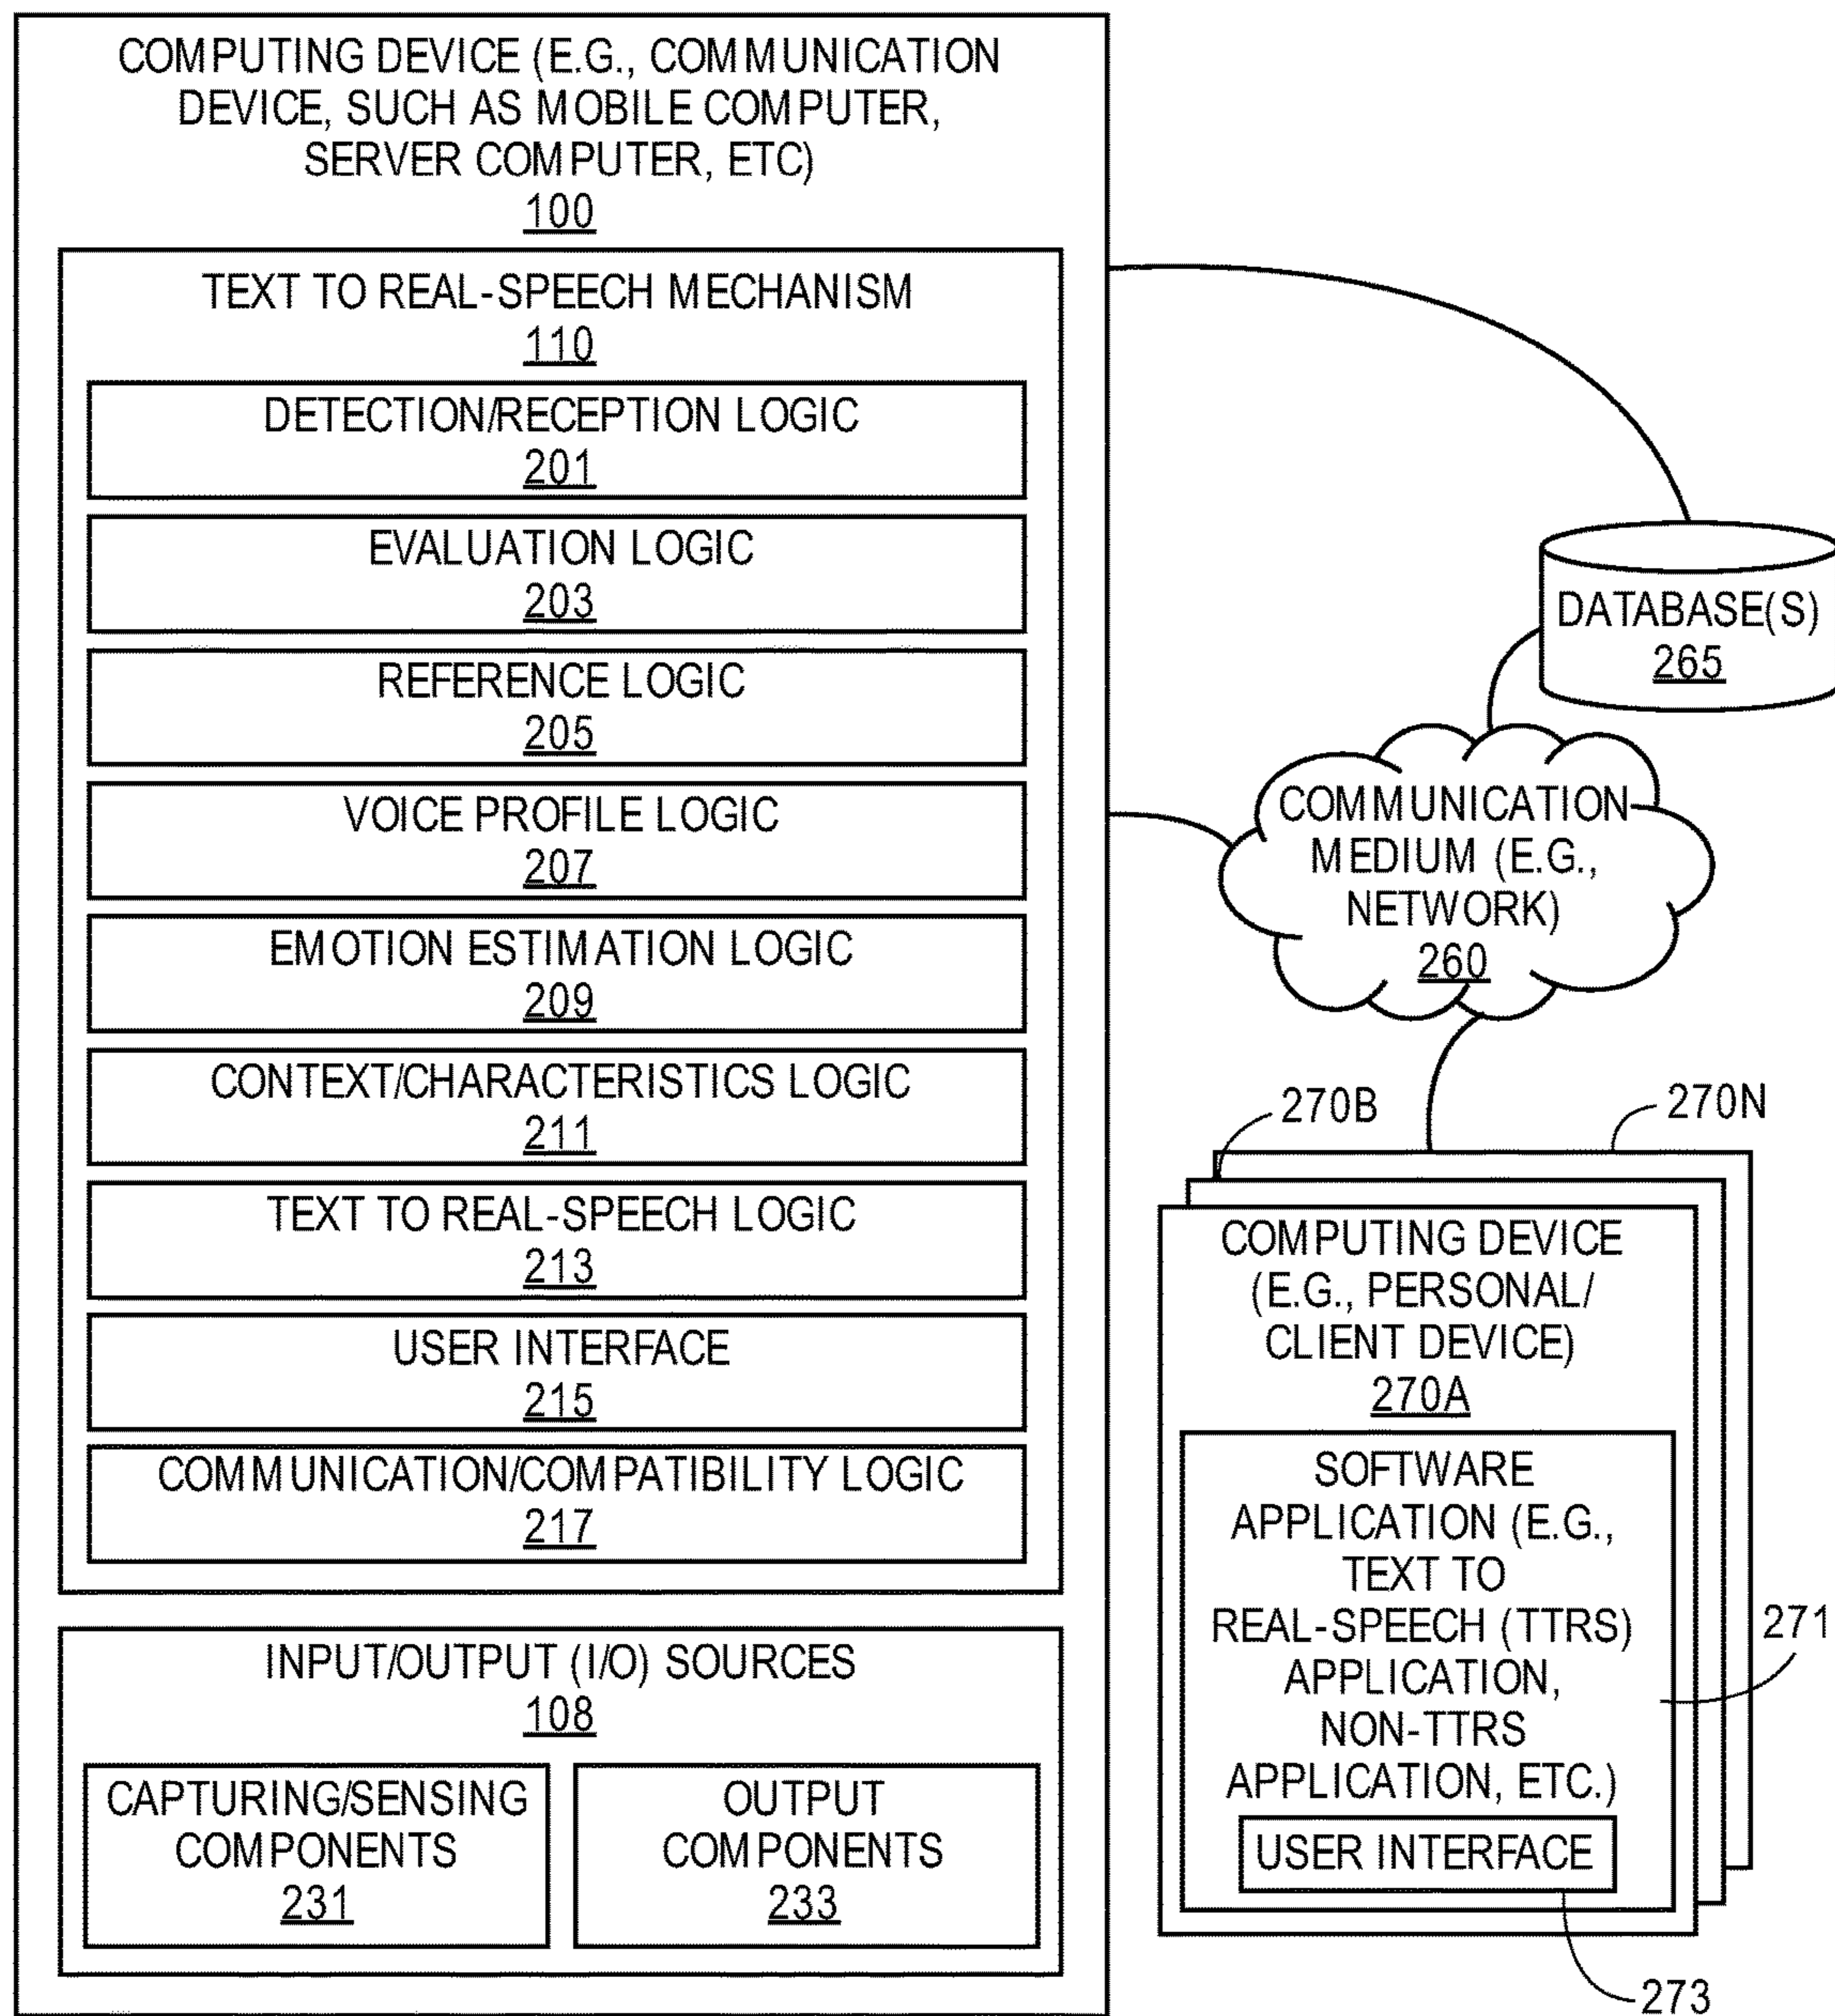 COMPUTING DEVICE (E.G., COMMUNICATION
DEVICE, SUCH AS MOBILE COMPUTER,
SERVER COMPUTER, ETC)
100
TEXT TO REAL-SPEECH MECHANISM
110
DETECTION/RECEPTION LOGIC
201
EVALUATION LOGIC
203
REFERENCE LOGIC
205
VOICE PROFILE LOGIC
207
EMOTION ESTIMATION LOGIC
209
CONTEXT/CHARACTERISTICS LOGIC
211
TEXT TO REAL-SPEECH LOGIC
213
USER INTERFACE
215
COMMUNICATION/COMPATIBILITY LOGIC
217
INPUT/OUTPUT (I/O) SOURCES
108
CAPTURING/SENSING
COMPONENTS
231
OUTPUT
COMPONENTS
233
DATABASE(S)
265
COMMUNICATION
MEDIUM (E.G.,
NETWORK)
260
270B
270N
COMPUTING DEVICE
(E.G., PERSONAL/
CLIENT DEVICE)
270A
SOFTWARE
APPLICATION (E.G.,
TEXT TO
REAL-SPEECH (TTRS)
APPLICATION,
NON-TTRS
APPLICATION, ETC.)
271
USER INTERFACE
273